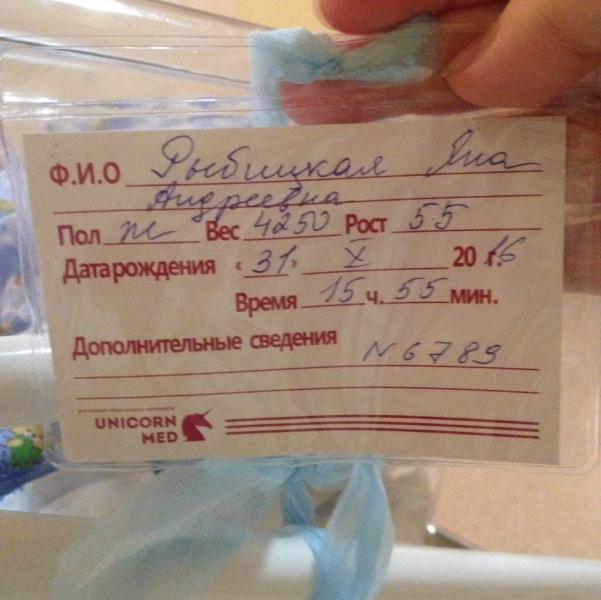 Ф.И.О Рыбицкая Яна
Андреевна
Пол ж Вес 4250 Рост 55
Дата рождения «31» X 2016 г.
Время 15 ч. 55 мин.
Дополнительные сведения
N 6789
UNICORN
MED